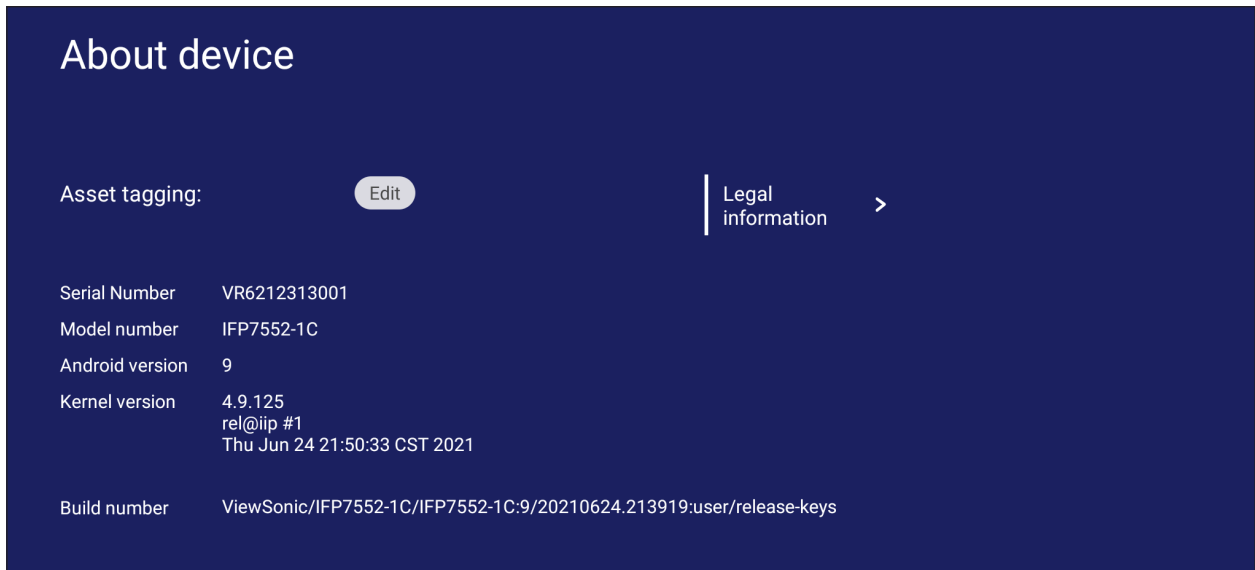 About device
Asset tagging:
Edit
Legal
information
Serial Number VR6212313001
Model number IFP7552-1C
Android version 9
Kernel version 4.9.125
rel@iip #1
Thu Jun 24 21:50:33 CST 2021
Build number ViewSonic/IFP7552-1C/IFP7552-1C:9/20210624.213919:user/release-keys